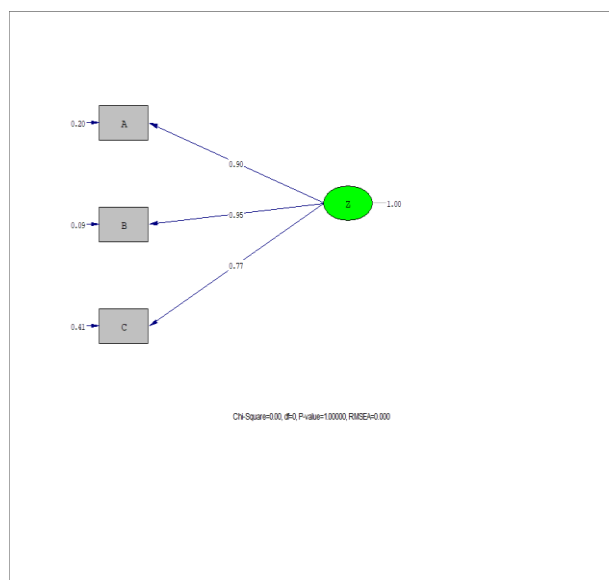 0.20 A
0.90
Z 1.00
0.95
0.09 B
0.77
0.41 C
Chi-Square=0.00, df=0, P-value=1.00000, RMSEA=0.000